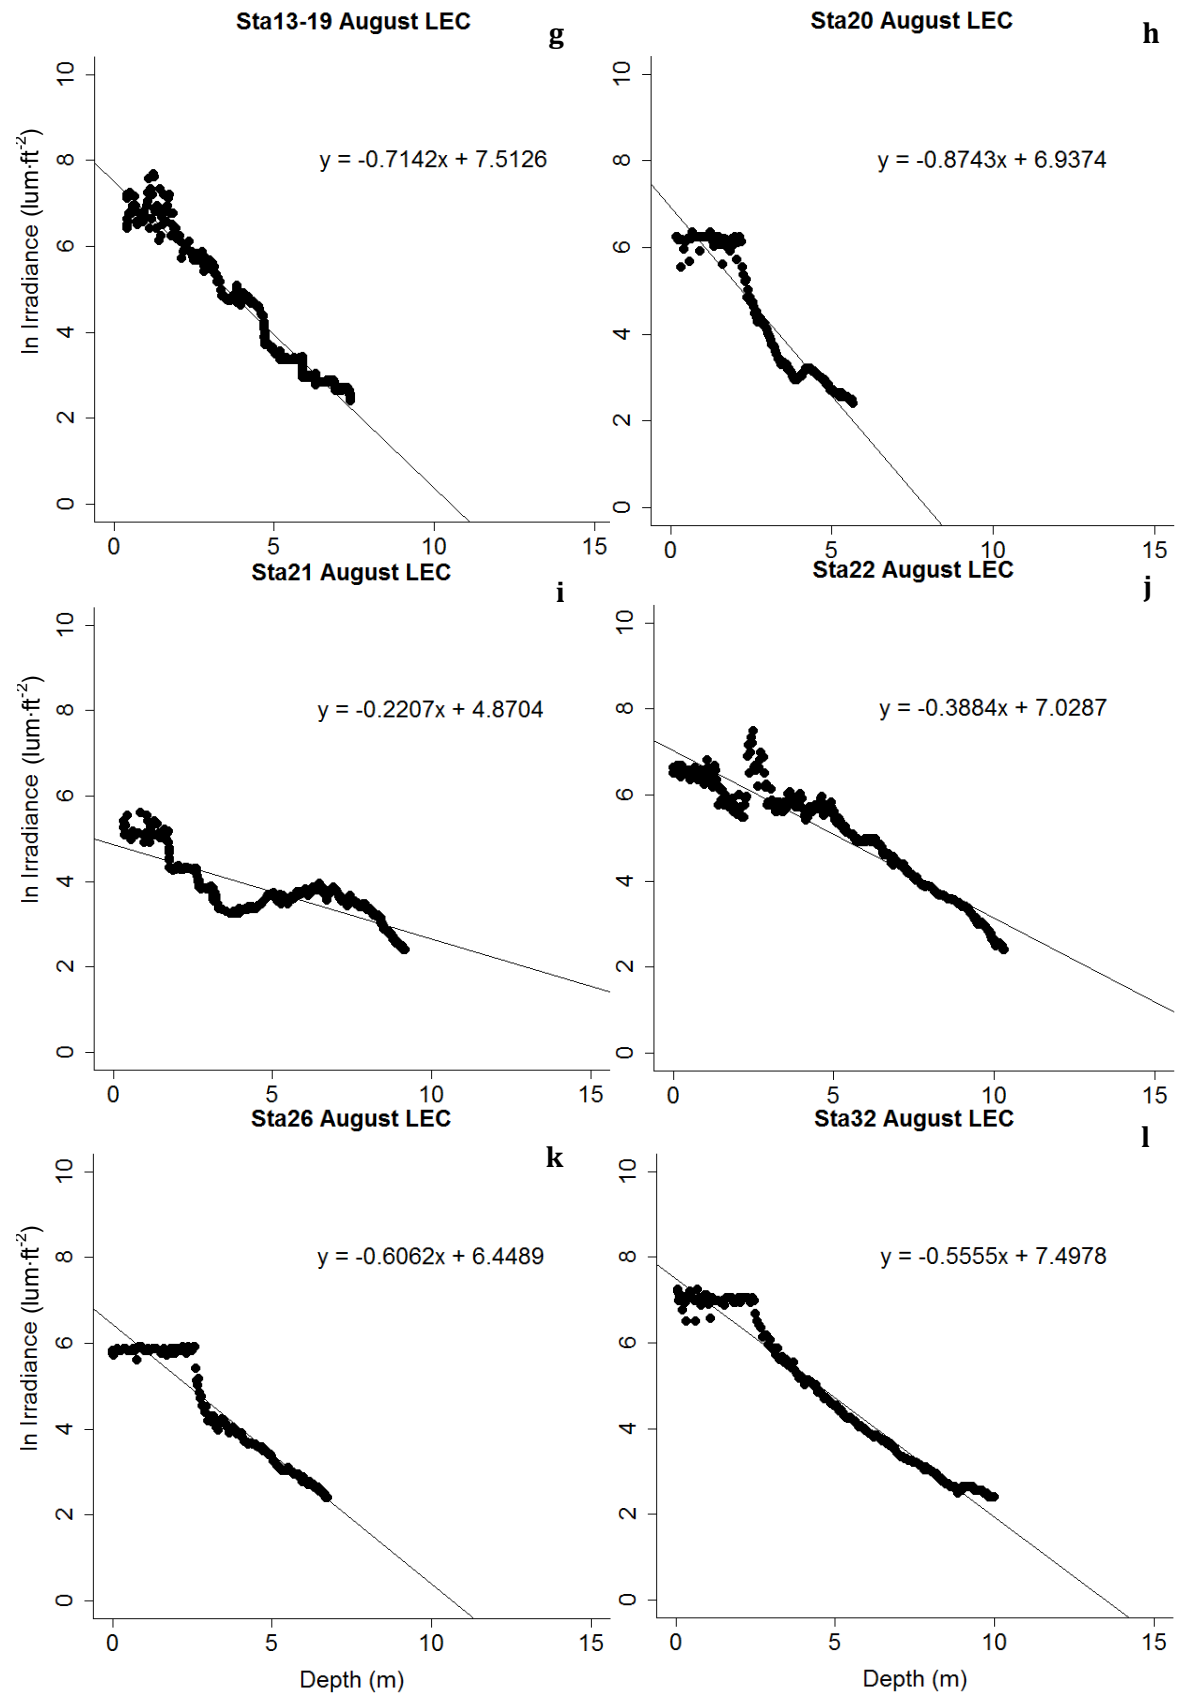 Sta13-19 August LEC
g
ln Irradiance (lum·ft-2)
10
8
6
4
2
0
y = -0.7142x + 7.5126
0 5 10 15
Sta20 August LEC
h
10
8
6
4
2
0
y = -0.8743x + 6.9374
0 5 10 15
Sta21 August LEC
i
ln Irradiance (lum·ft-2)
10
8
6
4
2
0
y = -0.2207x + 4.8704
0 5 10 15
Sta22 August LEC
j
10
8
6
4
2
0
y = -0.3884x + 7.0287
0 5 10 15
Sta26 August LEC
k
ln Irradiance (lum·ft-2)
10
8
6
4
2
0
y = -0.6062x + 6.4489
0 5 10 15
Depth (m)
Sta32 August LEC
l
10
8
6
4
2
0
y = -0.5555x + 7.4978
0 5 10 15
Depth (m)